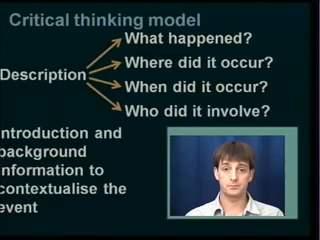 Critical thinking model
What happened?
Where did it occur?
Description
When did it occur?
Who did it involve?
ntroduction and
background
nformation to
contextualise the
event